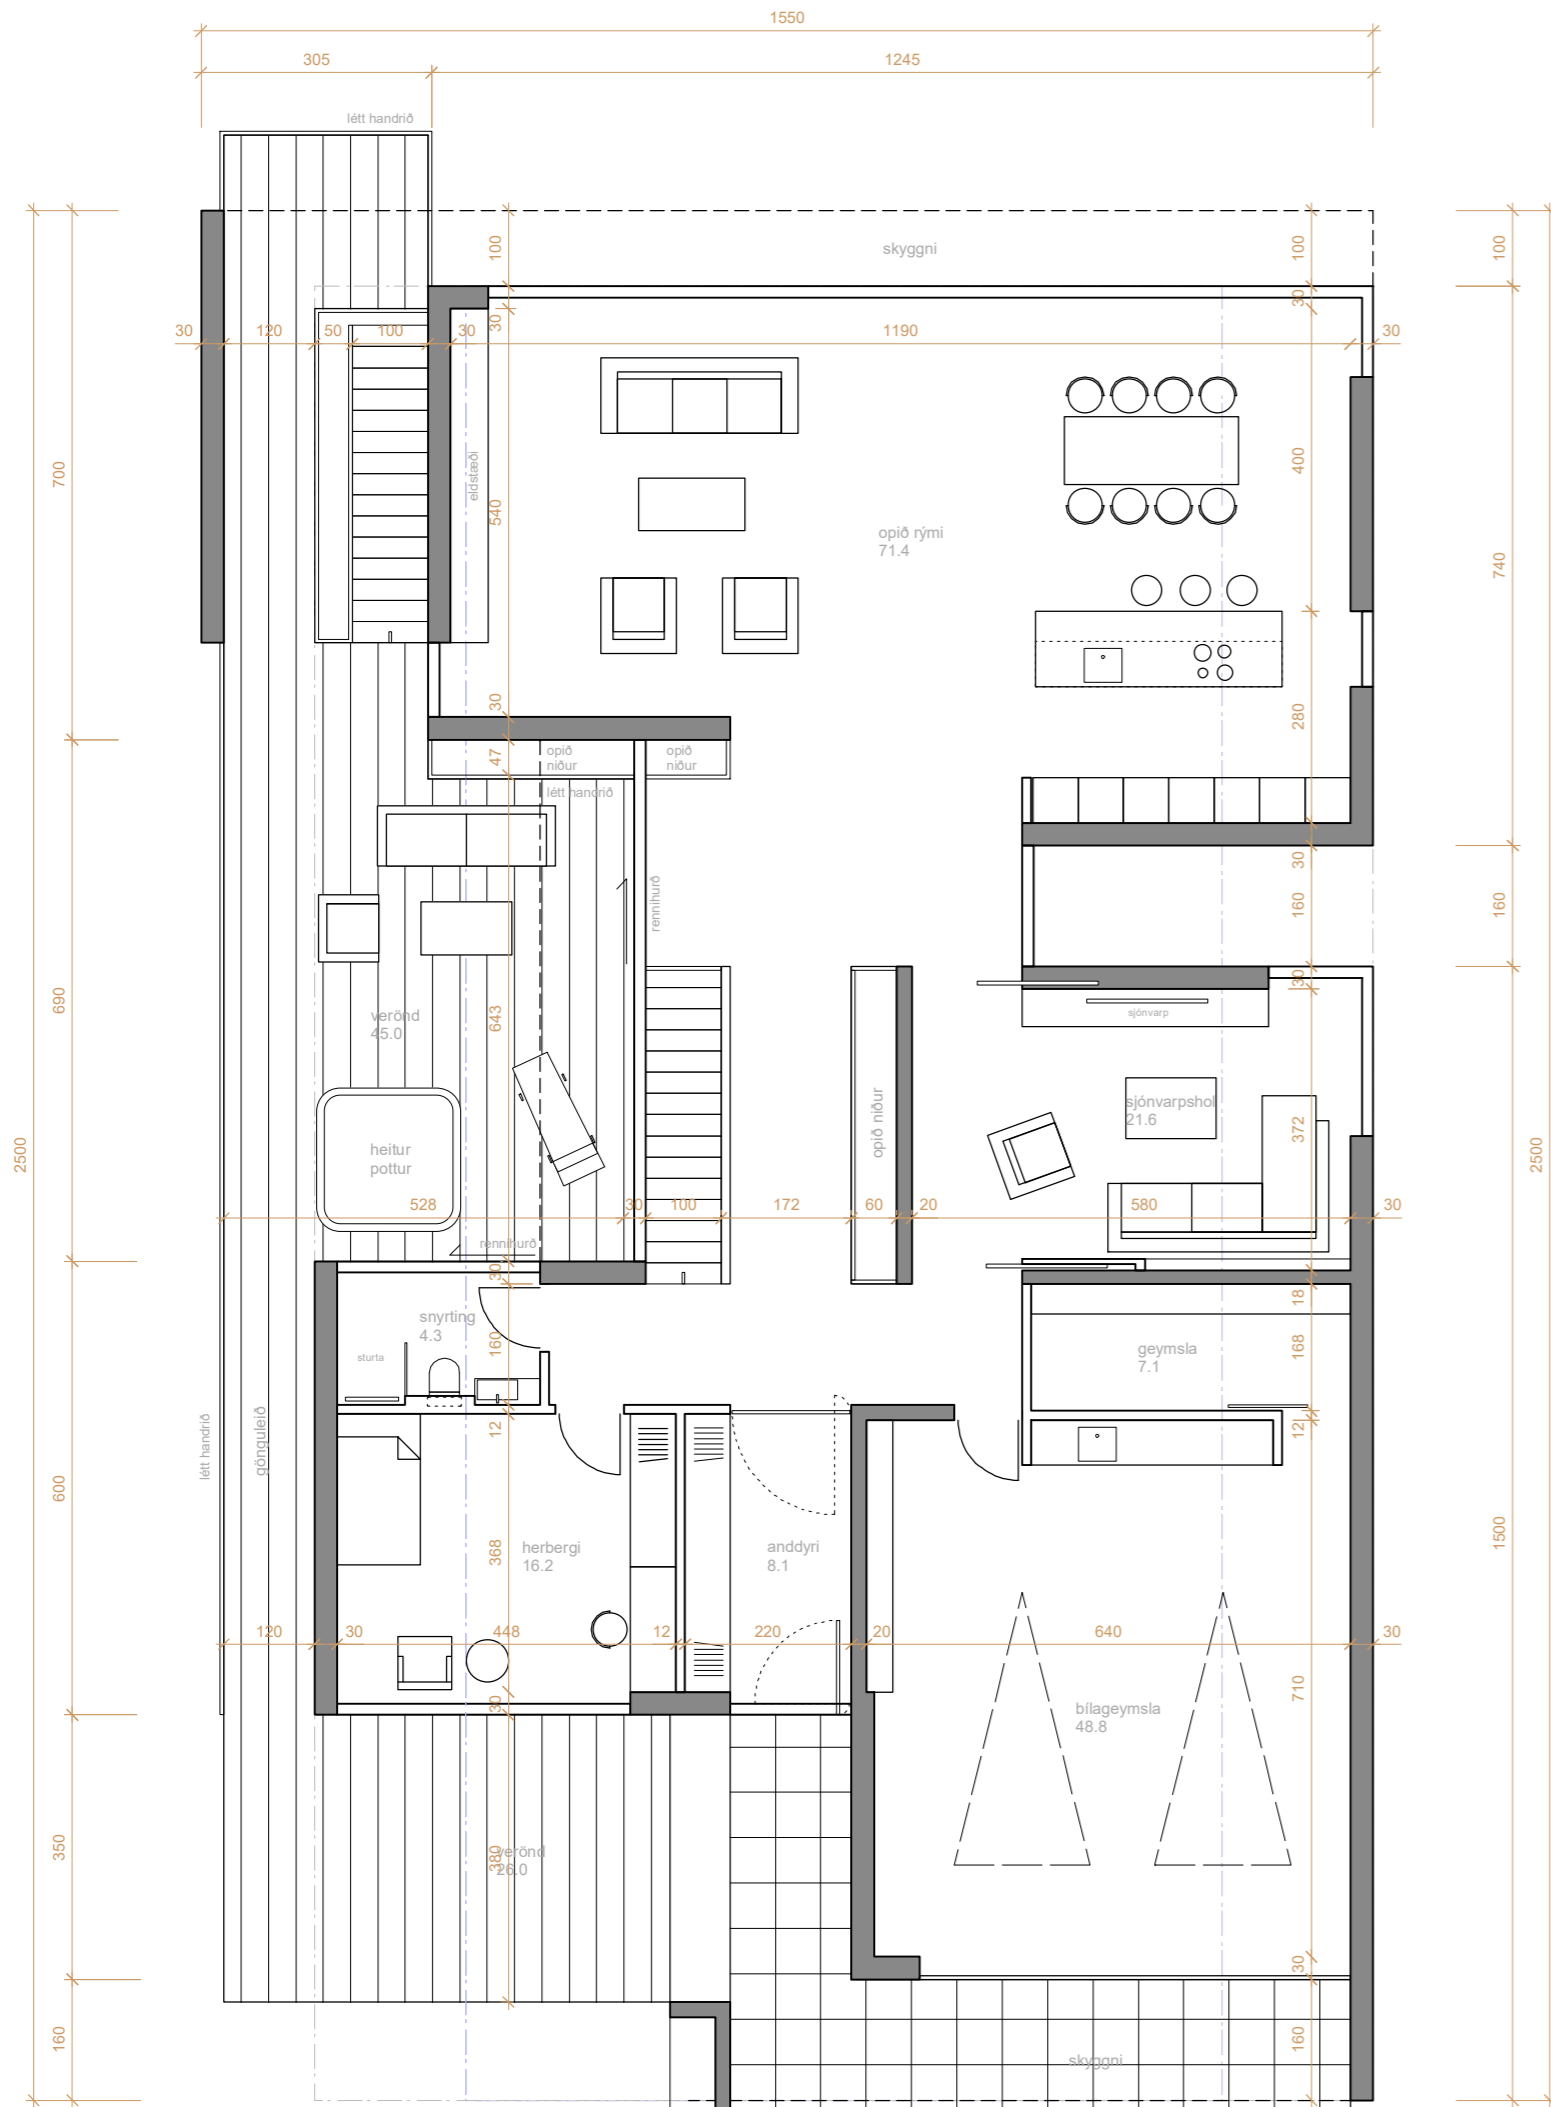 1550
305
1245
létt handrið
100
skyggni
100
100
30
30
30
120
50
100
30
1190
30
700
eldstæði
540
400
740
opið rými
71.4
30
280
47
opið
niður
opið
niður
létt handrið
rennihurð
30
160
160
30
690
643
verönd
45.0
sjónvarp
sjónvarpshol
21.6
372
opið niður
2500
2500
heitur
pottur
528
30
100
172
60
20
580
30
rennihurð
30
snyrting
4.3
160
sturta
18
geymsla
7.1
168
12
12
létt handrið
gönguleið
600
368
herbergi
16.2
anddyri
8.1
1500
120
30
448
12
220
20
640
30
30
710
bílageymsla
48.8
350
380
verönd
26.0
30
160
160
skyggni